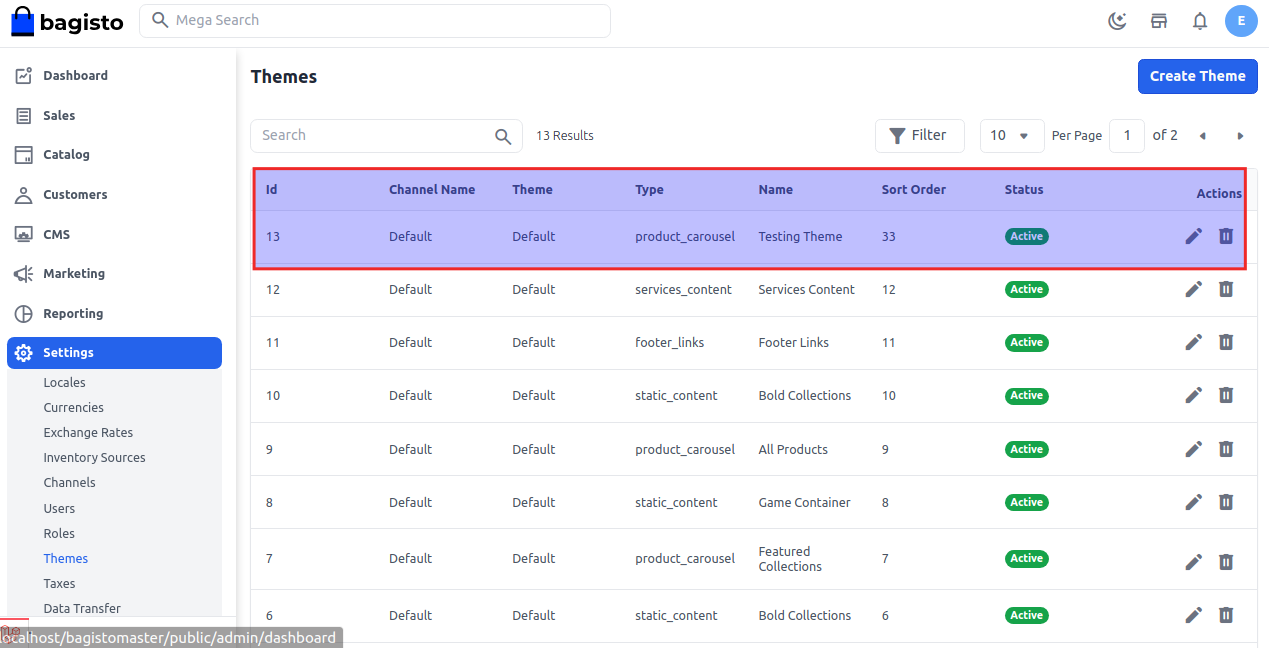 bagisto
Mega Search
E
Dashboard
Sales
Catalog
Customers
CMS
Marketing
Reporting
Settings
Locales
Currencies
Exchange Rates
Inventory Sources
Channels
Users
Roles
Themes
Taxes
Data Transfer
localhost/bagistomaster/public/admin/dashboard
Themes
Create Theme
Search
13 Results
Filter
10
Per Page
1
of 2
Id Channel Name Theme Type Name Sort Order Status Actions
13 Default Default product_carousel Testing Theme 33 Active
12 Default Default services_content Services Content 12 Active
11 Default Default footer_links Footer Links 11 Active
10 Default Default static_content Bold Collections 10 Active
9 Default Default product_carousel All Products 9 Active
8 Default Default static_content Game Container 8 Active
7 Default Default product_carousel Featured Collections 7 Active
6 Default Default static_content Bold Collections 6 Active